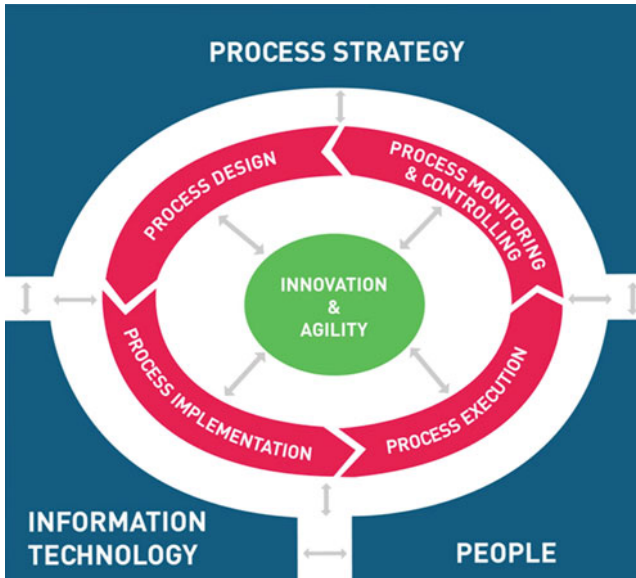 PROCESS STRATEGY
PROCESS DESIGN
PROCESS MONITORING
& CONTROLLING
INNOVATION
&
AGILITY
PROCESS IMPLEMENTATION
PROCESS EXECUTION
INFORMATION
TECHNOLOGY
PEOPLE